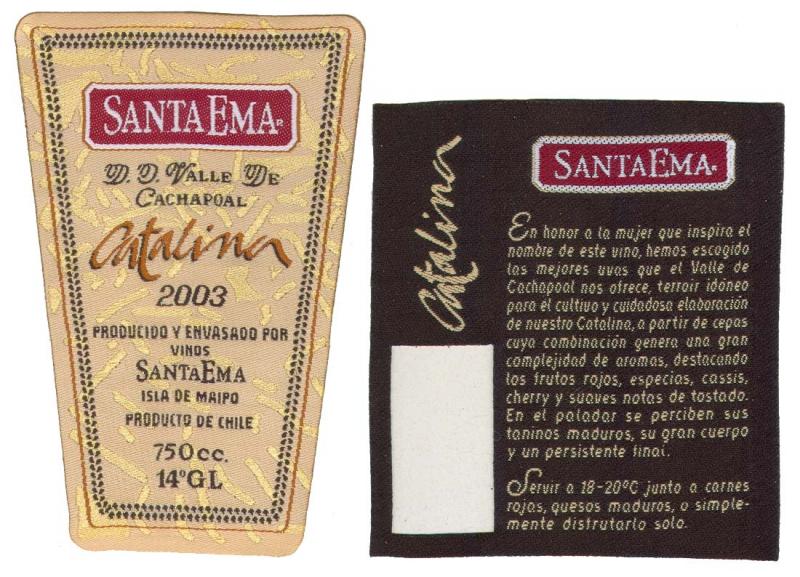 SANTA EMA®
D.O. Valle De
Cachapoal
Catalina
2003
PRODUCIDO Y ENVASADO POR
VINOS
SANTA EMA
ISLA DE MAIPO
PRODUCTO DE CHILE
750cc.
14°GL
Catalina
SANTA EMA®
En honor a la mujer que inspira el
nombre de este vino, hemos escogido
las mejores uvas que el Valle de
Cachapoal nos ofrece, terroir idóneo
para el cultivo y cuidadosa elaboración
de nuestro Catalina, a partir de cepas
cuya combinación genera una gran
complejidad de aromas, destacando
los frutos rojos, especias, cassis,
cherry y suaves notas de tostado.
En el paladar se perciben sus
taninos maduros, su gran cuerpo
y un persistente final.
Servir a 18-20°C junto a carnes
rojas, quesos maduros, o simple-
mente disfrutarlo solo.